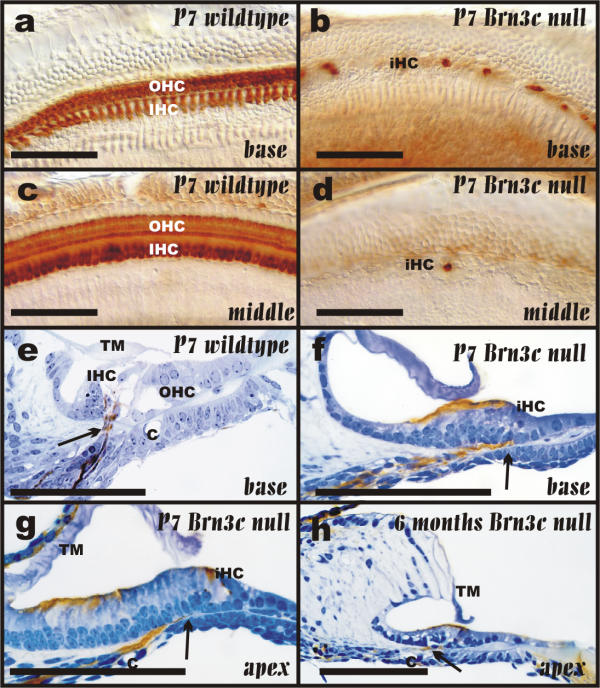 a P7 wildtype
OHC
IHC
base
b P7 Brn3c null
iHC
base
c P7 wildtype
OHC
IHC
middle
d P7 Brn3c null
iHC
middle
e P7 wildtype
TM
IHC
OHC
C
base
f P7 Brn3c null
iHC
base
g P7 Brn3c null
TM
iHC
C
apex
h 6 months Brn3c null
TM
C
apex